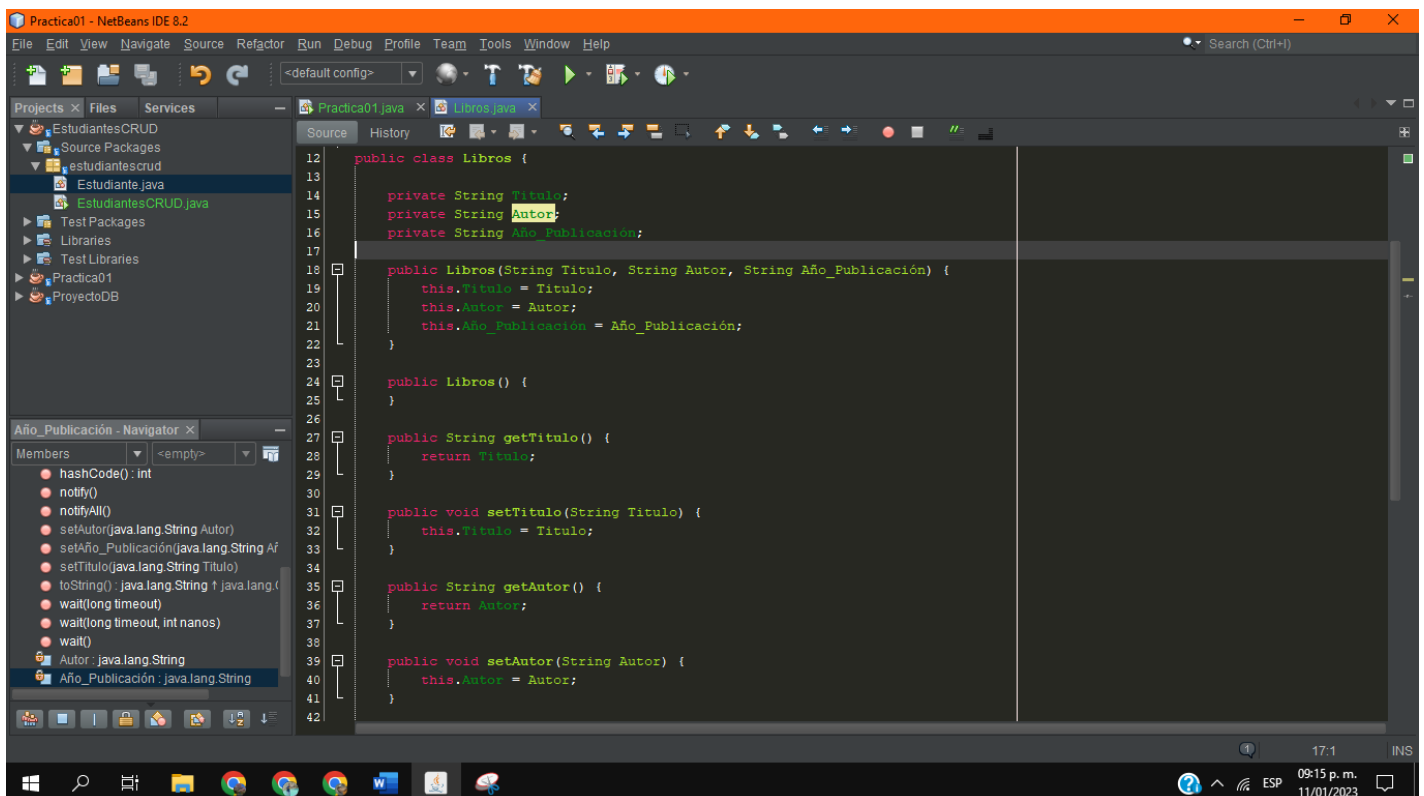 Practica01 - NetBeans IDE 8.2
File Edit View Navigate Source Refactor Run Debug Profile Team Tools Window Help
Search (Ctrl+I)
<default config>
Projects Files Services
Practica01.java Libros.java
EstudiantesCRUD
Source Packages
estudiantescrud
Estudiante.java
EstudiantesCRUD.java
Test Packages
Libraries
Test Libraries
Practica01
ProyectoDB
Source History
12 public class Libros {
13
14 private String Titulo;
15 private String Autor;
16 private String Año_Publicación;
17
18 public Libros(String Titulo, String Autor, String Año_Publicación) {
19 this.Titulo = Titulo;
20 this.Autor = Autor;
21 this.Año_Publicación = Año_Publicación;
22 }
23
24 public Libros() {
25 }
26
27 public String getTitulo() {
28 return Titulo;
29 }
30
31 public void setTitulo(String Titulo) {
32 this.Titulo = Titulo;
33 }
34
35 public String getAutor() {
36 return Autor;
37 }
38
39 public void setAutor(String Autor) {
40 this.Autor = Autor;
41 }
42
Año_Publicación - Navigator
Members <empty>
hashCode() : int
notify()
notifyAll()
setAutor(java.lang.String Autor)
setAño_Publicación(java.lang.String
setTitulo(java.lang.String Titulo)
toString() : java.lang.String ↑ java.lang.
wait(long timeout)
wait(long timeout, int nanos)
wait()
Autor : java.lang.String
Año_Publicación : java.lang.String
1 17:1 INS
ESP 09:15 p. m.
11/01/2023